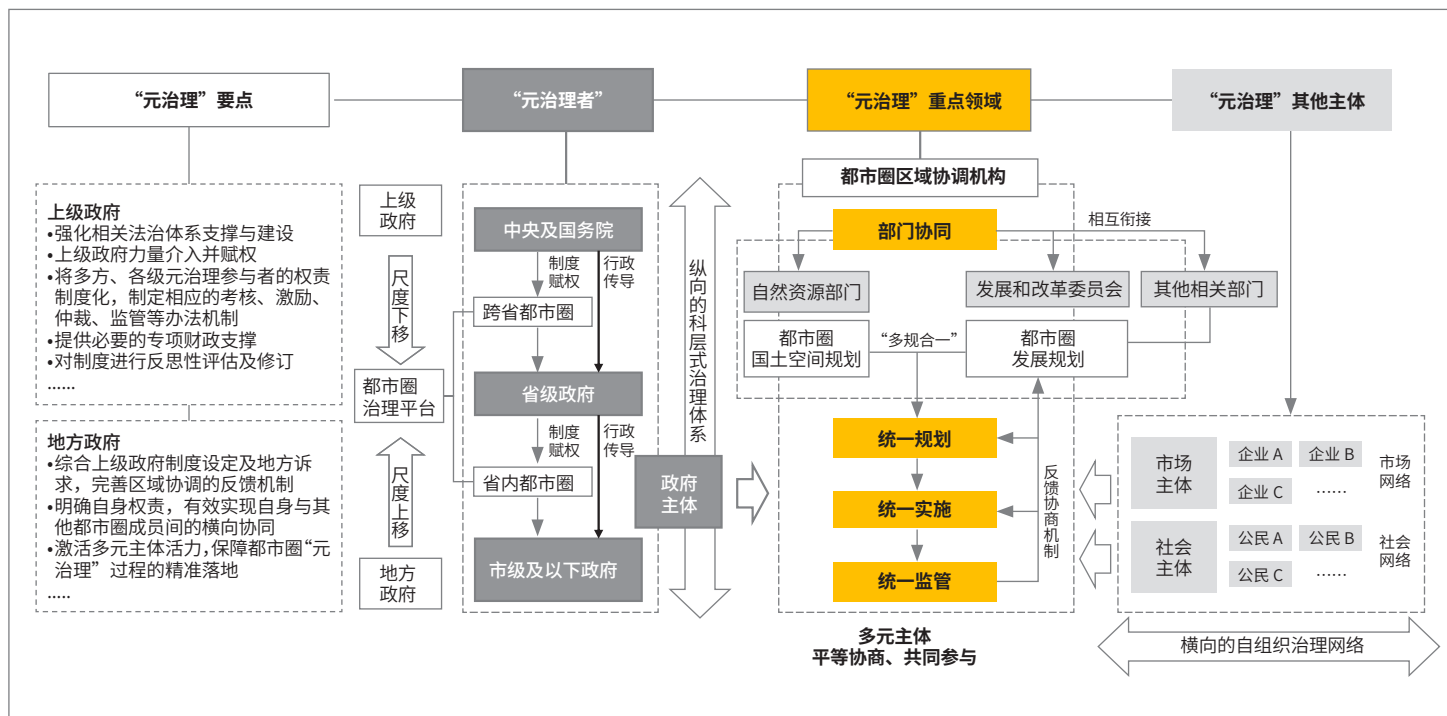 “元治理”要点
“元治理者”
“元治理”重点领域
“元治理”其他主体
上级政府
•强化相关法治体系支撑与建设
•上级政府力量介入并赋权
•将多方、各级元治理参与者的权责
制度化，制定相应的考核、激励、
仲裁、监管等办法机制
•提供必要的专项财政支撑
•对制度进行反思性评估及修订
......
地方政府
•综合上级政府制度设定及地方诉
求，完善区域协调的反馈机制
•明确自身权责，有效实现自身与其
他都市圈成员间的横向协同
•激活多元主体活力，保障都市圈“元
治理”过程的精准落地
.....
上级
政府
尺度下移
都市圈
治理平台
尺度上移
地方
政府
中央及国务院
制度
赋权
行政
传导
跨省都市圈
省级政府
制度
赋权
行政
传导
省内都市圈
市级及以下政府
纵向的科层式治理体系
政府
主体
都市圈区域协调机构
部门协同
相互衔接
自然资源部门
发展和改革委员会
其他相关部门
都市圈
国土空间规划
“多规合一”
都市圈
发展规划
统一规划
统一实施
统一监管
反馈协商机制
多元主体
平等协商、共同参与
市场
主体
企业 A
企业 B
企业 C
......
市场
网络
社会
主体
公民 A
公民 B
公民 C
......
社会
网络
横向的自组织治理网络